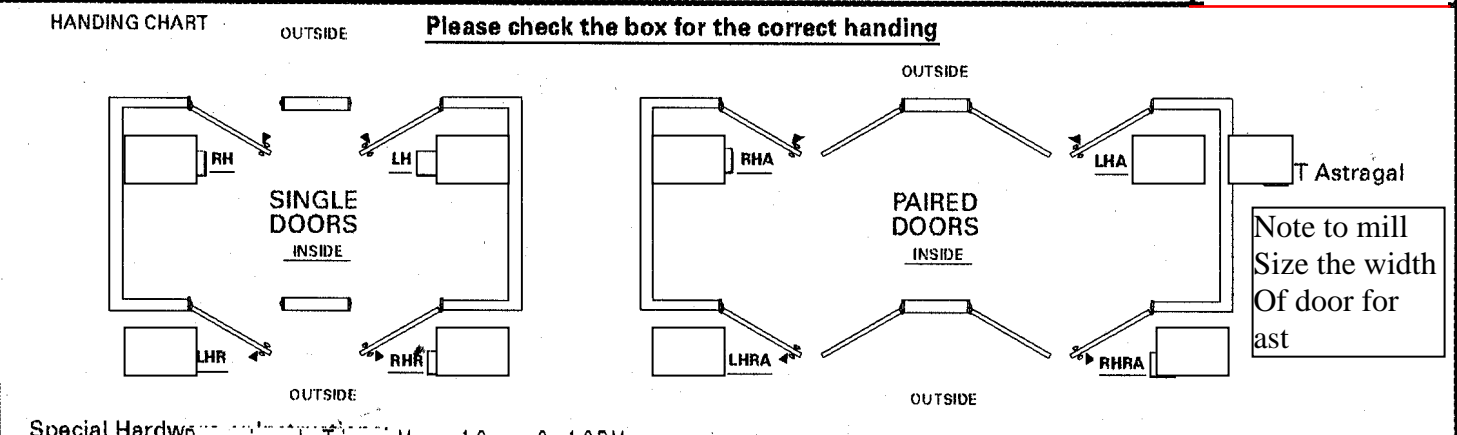 HANDING CHART
OUTSIDE
Please check the box for the correct handing
OUTSIDE
RH
LH
RHA
LHA
T Astragal
SINGLE
DOORS
INSIDE
PAIRED
DOORS
INSIDE
Note to mill
Size the width
Of door for
ast
LHR
RHR
LHRA
RHRA
OUTSIDE
OUTSIDE
Special